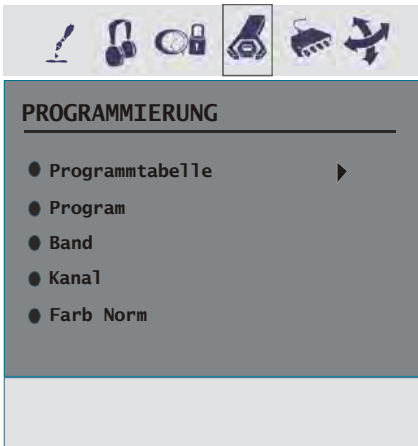 PROGRAMMIERUNG
Programmtabelle
Program
Band
Kanal
Farb Norm